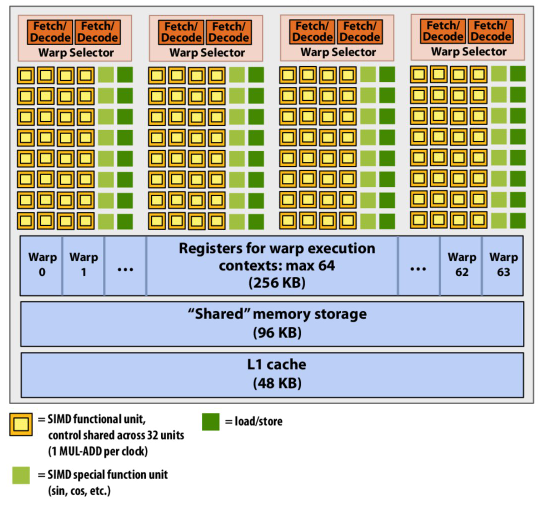 Fetch/ Fetch/ Fetch/ Fetch/ Fetch/ Fetch/ Fetch/ Fetch/
Decode Decode Decode Decode Decode Decode Decode Decode
Warp Selector Warp Selector Warp Selector Warp Selector
Warp 0
Warp 1
...
Registers for warp execution
contexts: max 64
(256 KB)
...
Warp 62
Warp 63
“Shared” memory storage
(96 KB)
L1 cache
(48 KB)
= SIMD functional unit,
control shared across 32 units
(1 MUL-ADD per clock)
= load/store
= SIMD special function unit
(sin, cos, etc.)